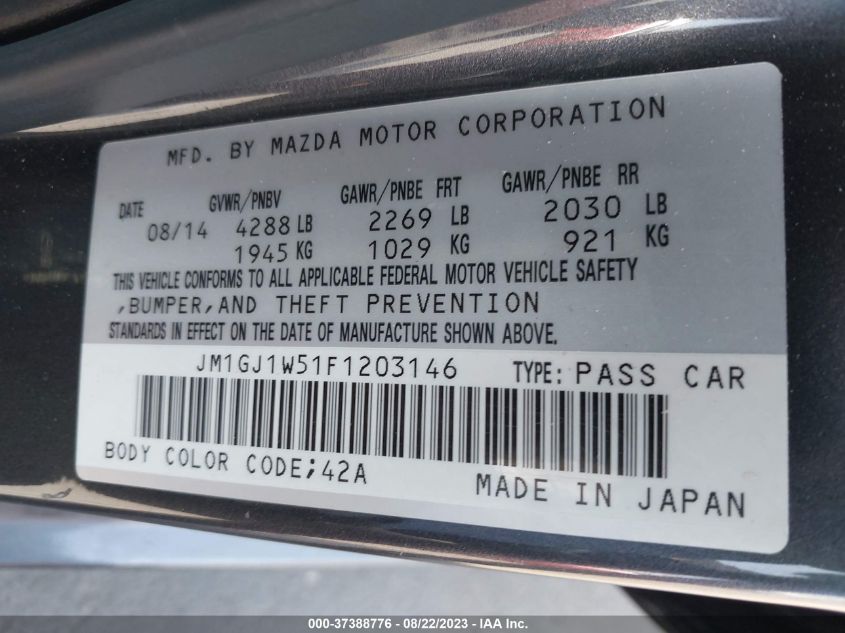 MFD. BY MAZDA MOTOR CORPORATION
DATE GVWR/PNBV GAWR/PNBE FRT GAWR/PNBE RR
08/14 4288 LB 2269 LB 2030 LB
1945 KG 1029 KG 921 KG
THIS VEHICLE CONFORMS TO ALL APPLICABLE FEDERAL MOTOR VEHICLE SAFETY
,BUMPER,AND THEFT PREVENTION
STANDARDS IN EFFECT ON THE DATE OF MANUFACTURE SHOWN ABOVE.
JM1GJ1W51F1203146 TYPE: PASS CAR
BODY COLOR CODE;42A
MADE IN JAPAN
000-37388776 - 08/22/2023 - IAA Inc.